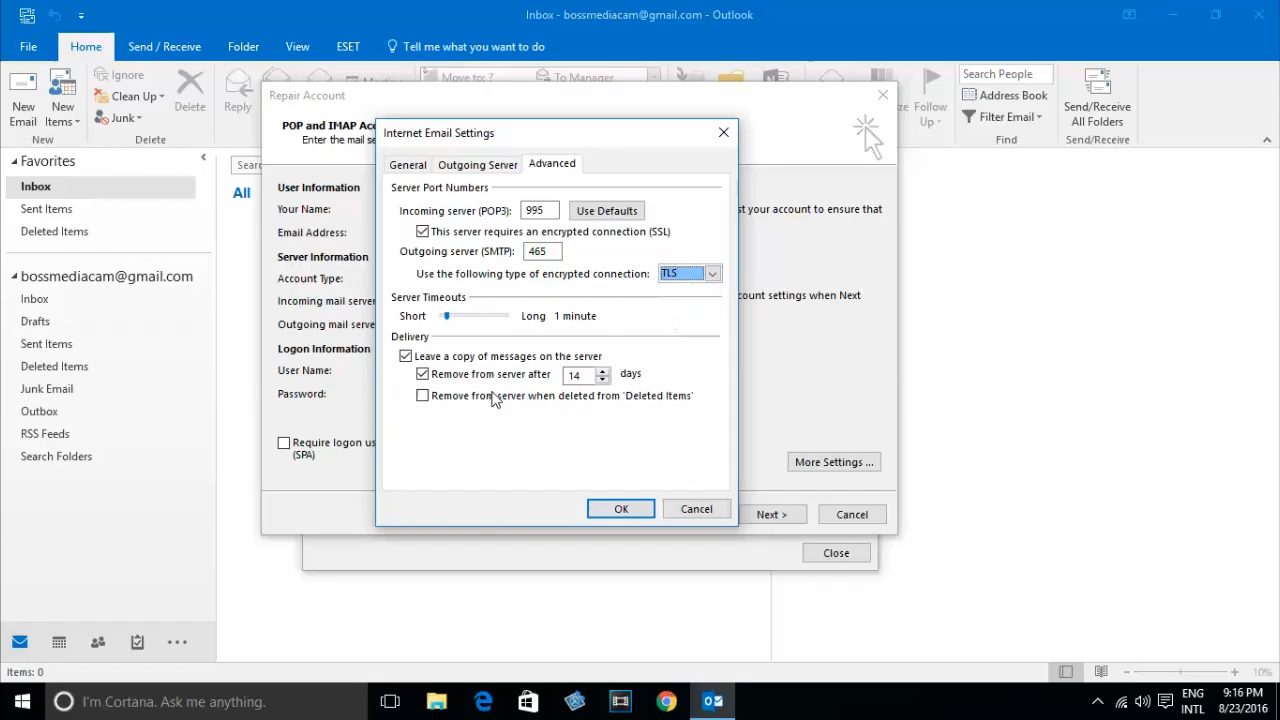 Inbox - bossmediacam@gmail.com - Outlook
File Home Send / Receive Folder View ESET Tell me what you want to do
New Email
New Items
Ignore
Clean Up
Junk
Delete
Reply
Move to: ?
To Manager
Follow Up
Search People
Address Book
Filter Email
Send/Receive All Folders
New Delete Find Send/Receive
Favorites
Inbox
Sent Items
Deleted Items
bossmediacam@gmail.com
Inbox
Drafts
Sent Items
Deleted Items
Junk Email
Outbox
RSS Feeds
Search Folders
All
Repair Account
POP and IMAP Acc
Enter the mail se
User Information
Your Name:
Email Address:
Server Information
Account Type:
Incoming mail server
Outgoing mail serve
Logon Information
User Name:
Password:
Require logon us
(SPA)
st your account to ensure that
count settings when Next
More Settings ...
Next >
Cancel
Close
Internet Email Settings
General Outgoing Server Advanced
Server Port Numbers
Incoming server (POP3): 995 Use Defaults
This server requires an encrypted connection (SSL)
Outgoing server (SMTP): 465
Use the following type of encrypted connection: TLS
Server Timeouts
Short Long 1 minute
Delivery
Leave a copy of messages on the server
Remove from server after 14 days
Remove from server when deleted from 'Deleted Items'
OK Cancel
Items: 0
10%
I'm Cortana. Ask me anything.
ENG
INTL
9:16 PM
8/23/2016